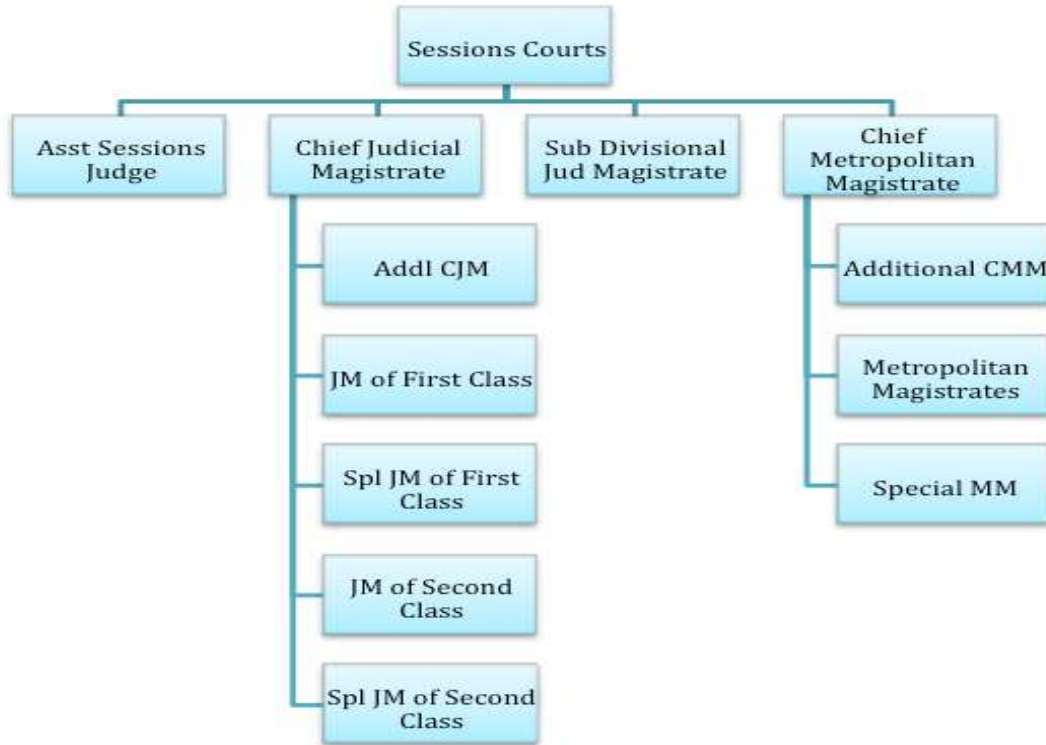 Sessions Courts
Asst Sessions
Judge
Chief Judicial
Magistrate
Sub Divisional
Jud Magistrate
Chief
Metropolitan
Magistrate
Addl CJM
JM of First Class
Spl JM of First
Class
JM of Second
Class
Spl JM of Second
Class
Additional CMM
Metropolitan
Magistrates
Special MM